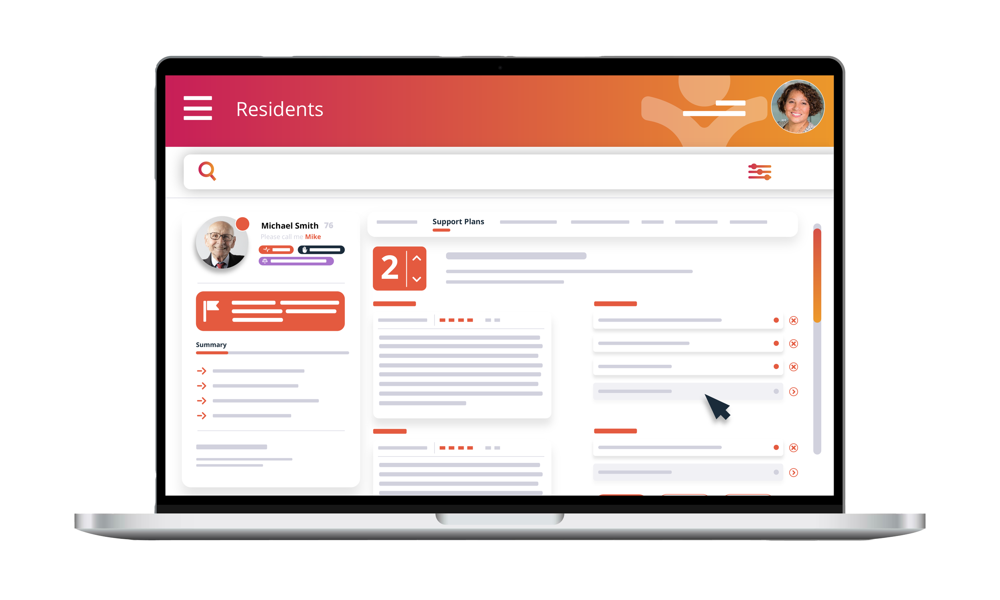 Residents
Michael Smith 76
Please call me Mike
Support Plans
2
Summary